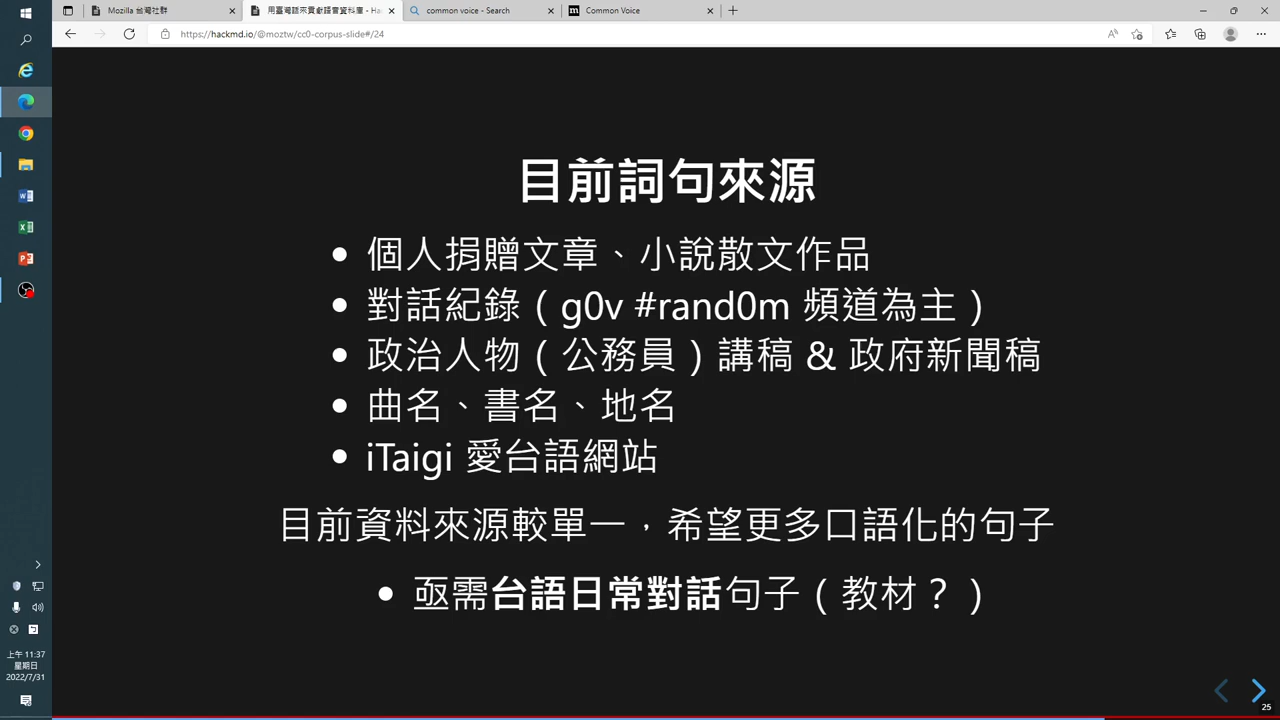 Mozilla 台灣社群
用臺灣話來貢獻語音資料庫 - Ha
common voice - Search
Common Voice
https://hackmd.io/@moztw/cc0-corpus-slide#/24
目前詞句來源
• 個人捐贈文章、小說散文作品
• 對話紀錄（g0v #rand0m 頻道為主）
• 政治人物（公務員）講稿 & 政府新聞稿
• 曲名、書名、地名
• iTaigi 愛台語網站
目前資料來源較單一，希望更多口語化的句子
• 亟需台語日常對話句子（教材？）
上午 11:37
星期日
2022/7/31
25